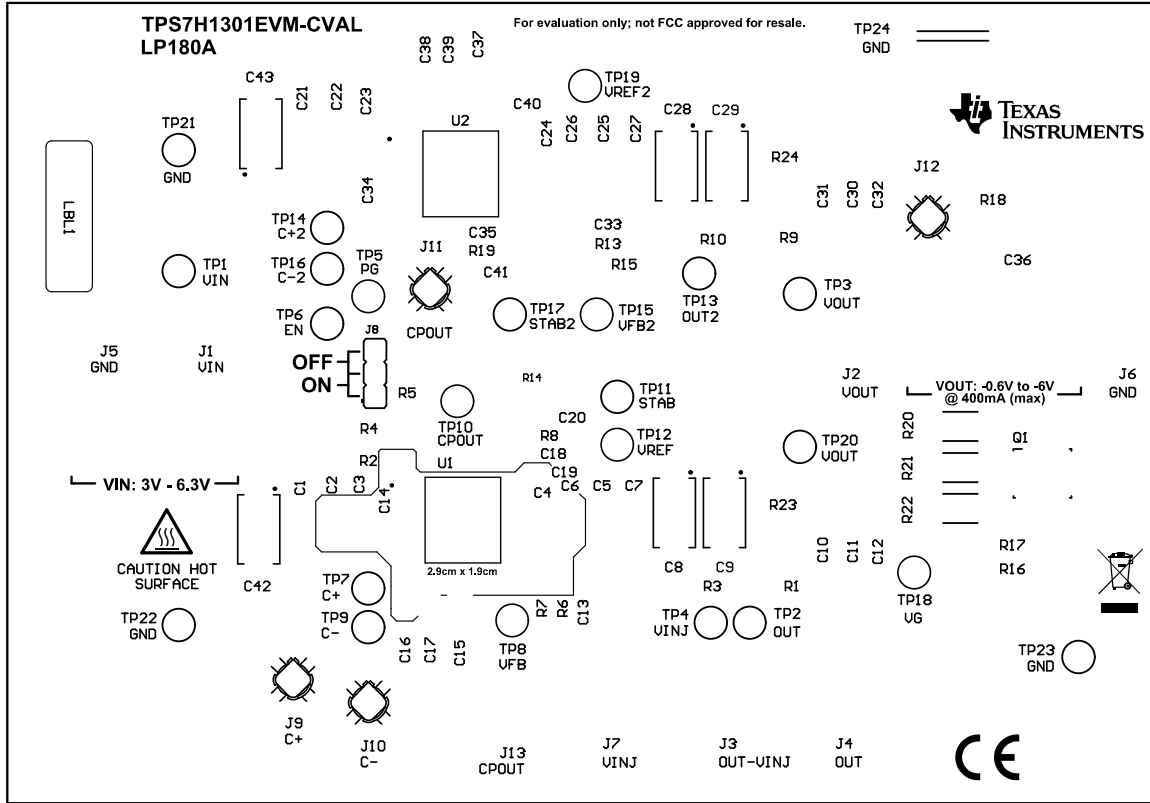 TPS7H1301EVM-CVAL
LP180A
For evaluation only; not FCC approved for resale.
TP24
GND
C38
C39
C37
C43
C21
C22
C23
TP19
VREF2
C40
C24
C26
C25
C27
C28
C29
TEXAS
INSTRUMENTS
TP21
GND
U2
R24
J12
LBL1
C34
C31
C30
C32
R18
TP14
C+2
C35
R19
C33
R13
R15
R10
R9
TP16
C-2
TP5
PG
J11
CPOUT
C41
C36
TP1
VIN
TP6
EN
TP17
STAB2
TP15
VFB2
TP13
OUT2
TP3
VOUT
J8
OFF
ON
J5
GND
J1
VIN
R5
R14
J2
VOUT
VOUT: -0.6V to -6V
@ 400mA (max)
J6
GND
TP11
STAB
TP10
CPOUT
C20
R4
R8
C18
TP12
VREF
TP20
VOUT
R20
Q1
R2
U1
C19
R21
VIN: 3V - 6.3V
C1
C2
C3
C14
C4
C6
C5
C7
R23
R22
CAUTION HOT
SURFACE
C42
2.9cm x 1.9cm
C8
C9
C10
C11
C12
R17
R16
TP7
C+
R3
R1
TP18
VG
TP22
GND
TP9
C-
R7
R6
C13
TP8
VFB
TP4
VINJ
TP2
OUT
C16
C17
C15
TP23
GND
J9
C+
J10
C-
J13
CPOUT
J7
VINJ
J3
OUT-VINJ
J4
OUT
CE